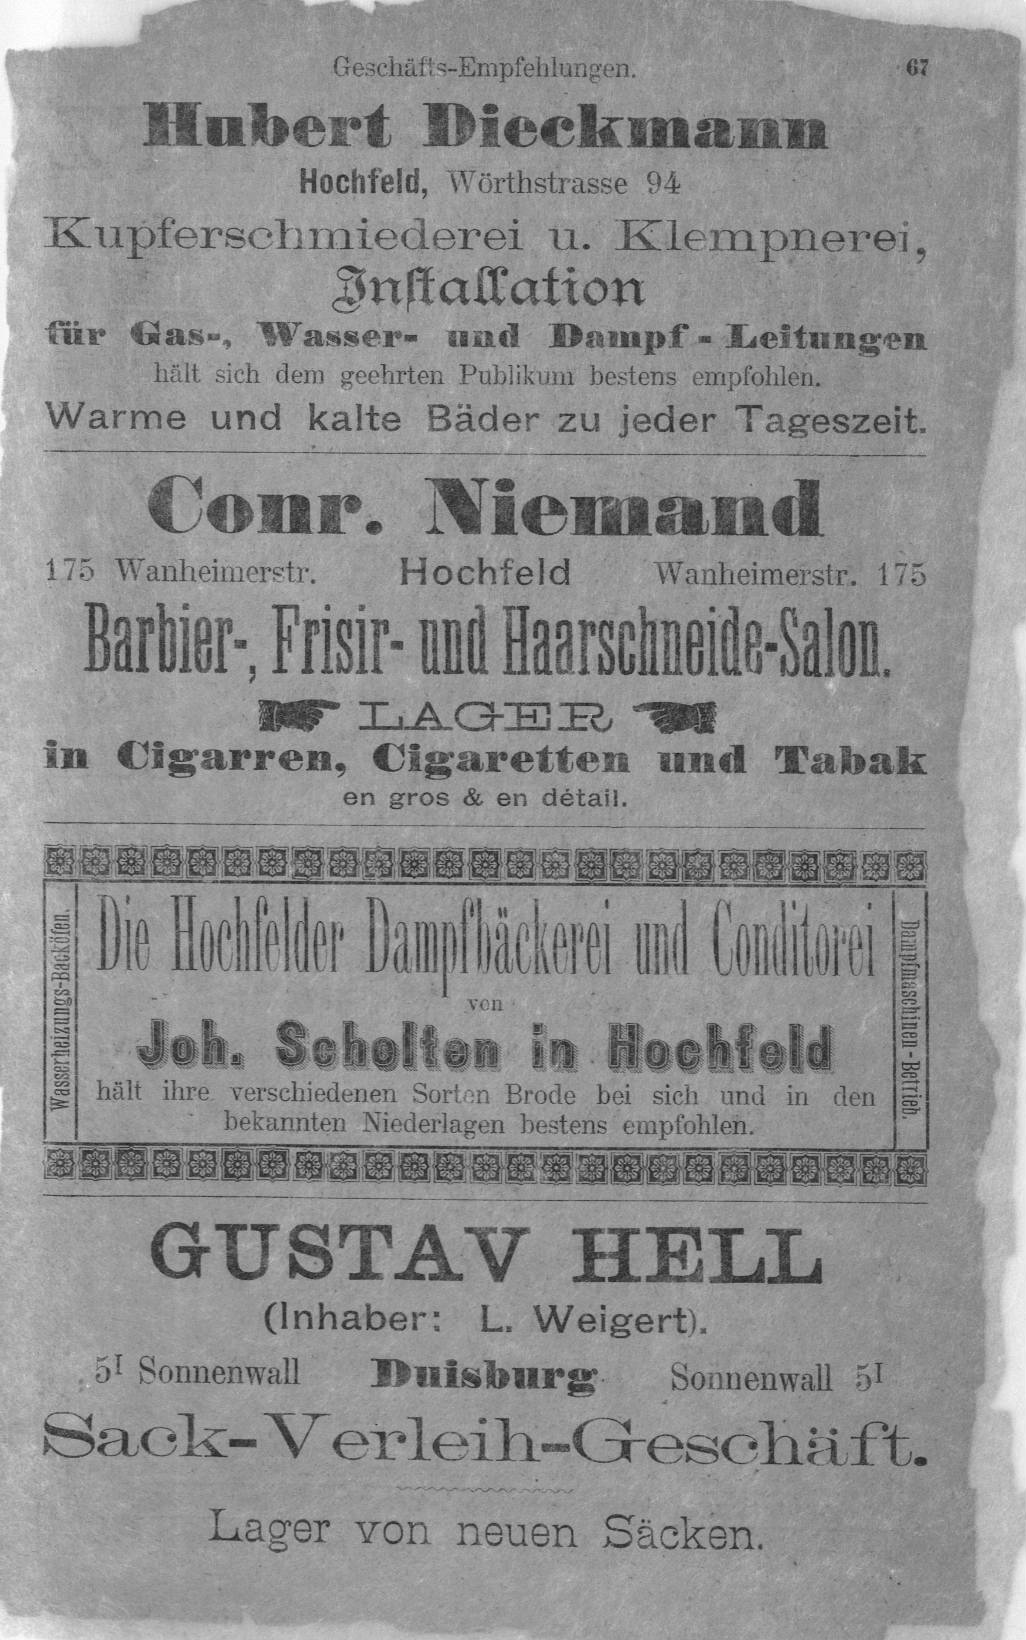 Geschäfts-Empfehlungen. 67
Hubert Dieckmann
Hochfeld, Wörthstrasse 94
Kupferschmiederei u. Klempnerei,
Installation
für Gas-, Wasser- und Dampf-Leitungen
hält sich dem geehrten Publikum bestens empfohlen.
Warme und kalte Bäder zu jeder Tageszeit.
Conr. Niemand
175 Wanheimerstr. Hochfeld Wanheimerstr. 175
Barbier-, Frisir- und Haarschneide-Salon.
LAGER
in Cigarren, Cigaretten und Tabak
en gros & en détail.
Wasserheizungs-Backöfen.
Die Hochfelder Dampfbäckerei und Conditorei
von
Joh. Scholten in Hochfeld
hält ihre verschiedenen Sorten Brode bei sich und in den
bekannten Niederlagen bestens empfohlen.
Dampfmaschinen-Betrieb.
GUSTAV HELL
(Inhaber: L. Weigert).
51 Sonnenwall Duisburg Sonnenwall 51
Sack-Verleih-Geschäft.
Lager von neuen Säcken.